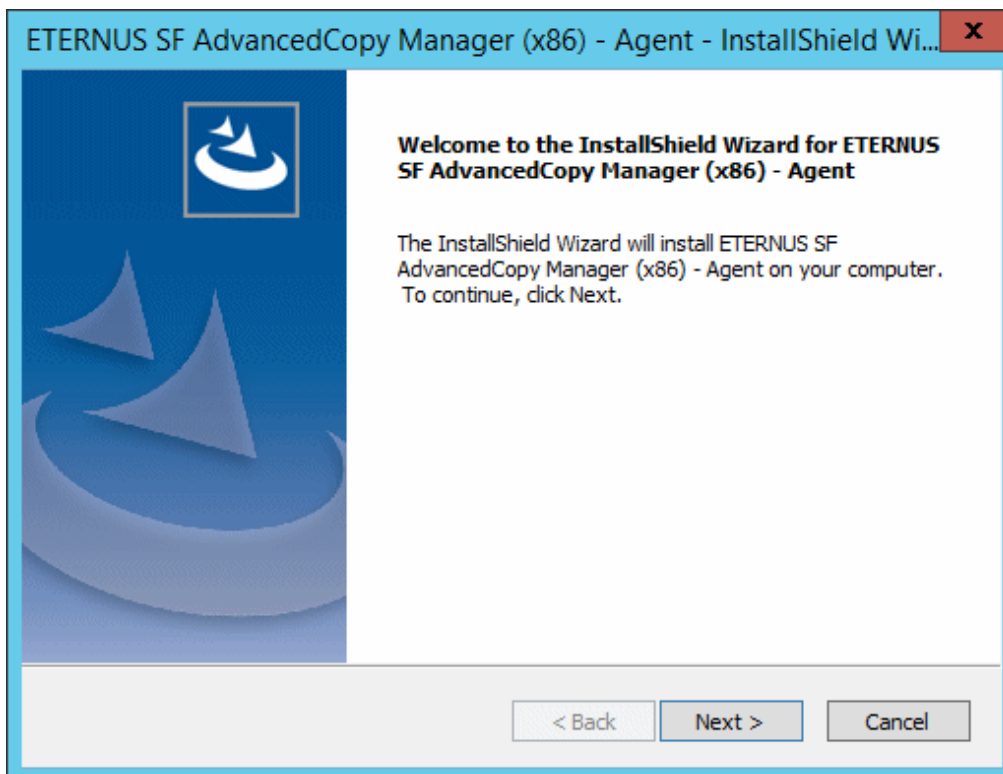 ETERNUS SF AdvancedCopy Manager (x86) - Agent - InstallShield Wi...
x
Welcome to the InstallShield Wizard for ETERNUS
SF AdvancedCopy Manager (x86) - Agent
The InstallShield Wizard will install ETERNUS SF
AdvancedCopy Manager (x86) - Agent on your computer.
To continue, click Next.
< Back
Next >
Cancel